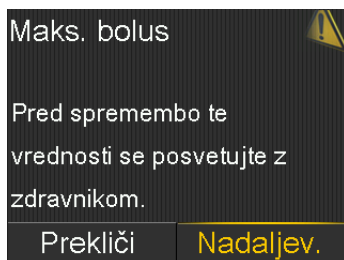 Maks. bolus
Pred spremembo te
vrednosti se posvetujte z
zdravnikom.
Prekliči
Nadaljev.